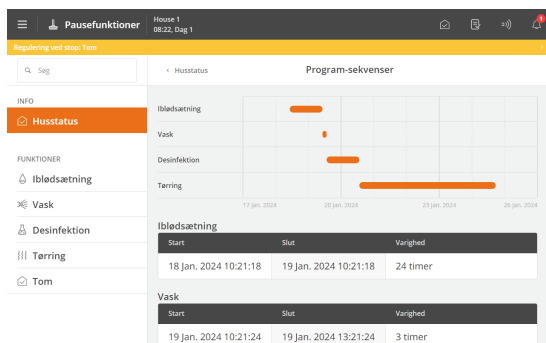 Pausefunktioner
House 1
08:22, Dag 1
1
Regulering ved stop: Tom
Søg
Husstatus
Program-sekvenser
INFO
Husstatus
FUNKTIONER
Iblødsætning
Vask
Desinfektion
Tørring
Tom
Iblødsætning
Vask
Desinfektion
Tørring
17 jan. 2024
20 jan. 2024
23 jan. 2024
26 jan. 2024
Iblødsætning
Start Slut Varighed
18 Jan. 2024 10:21:18 19 Jan. 2024 10:21:18 24 timer
Vask
Start Slut Varighed
19 Jan. 2024 10:21:24 19 Jan. 2024 13:21:24 3 timer